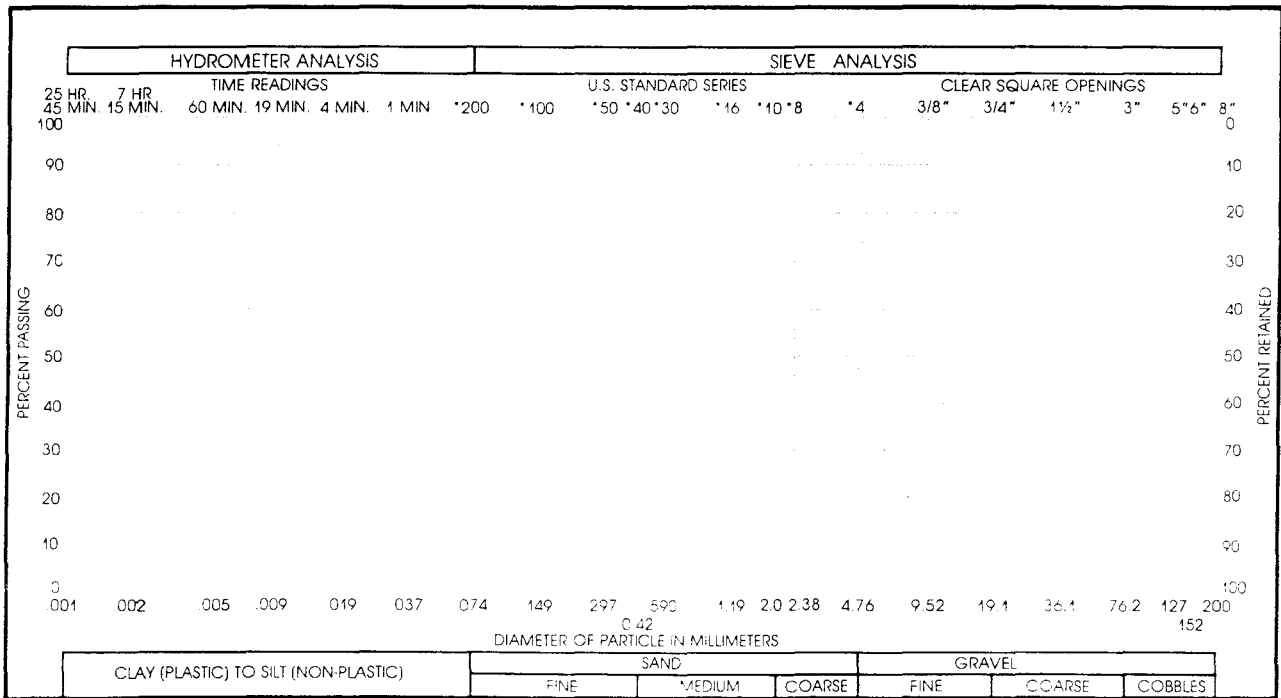 HYDROMETER ANALYSIS SIEVE ANALYSIS
TIME READINGS U.S. STANDARD SERIES CLEAR SQUARE OPENINGS
25 HR. 7 HR
45 MIN. 15 MIN. 60 MIN. 19 MIN. 4 MIN. 1 MIN *200 *100 *50 *40 *30 *16 *10 *8 *4 3/8" 3/4" 1½" 3" 5" 6" 8"
100 0
90 10
80 20
70 30
60 40
50 50
40 60
30 70
20 80
10 90
0 100
PERCENT PASSING
PERCENT RETAINED
.001 .002 .005 .009 .019 .037 .074 .149 .297 .590 1.19 2.0 2.38 4.76 9.52 19.1 36.1 76.2 127 200
0.42 152
DIAMETER OF PARTICLE IN MILLIMETERS
CLAY (PLASTIC) TO SILT (NON-PLASTIC) SAND GRAVEL
FINE MEDIUM COARSE FINE COARSE COBBLES